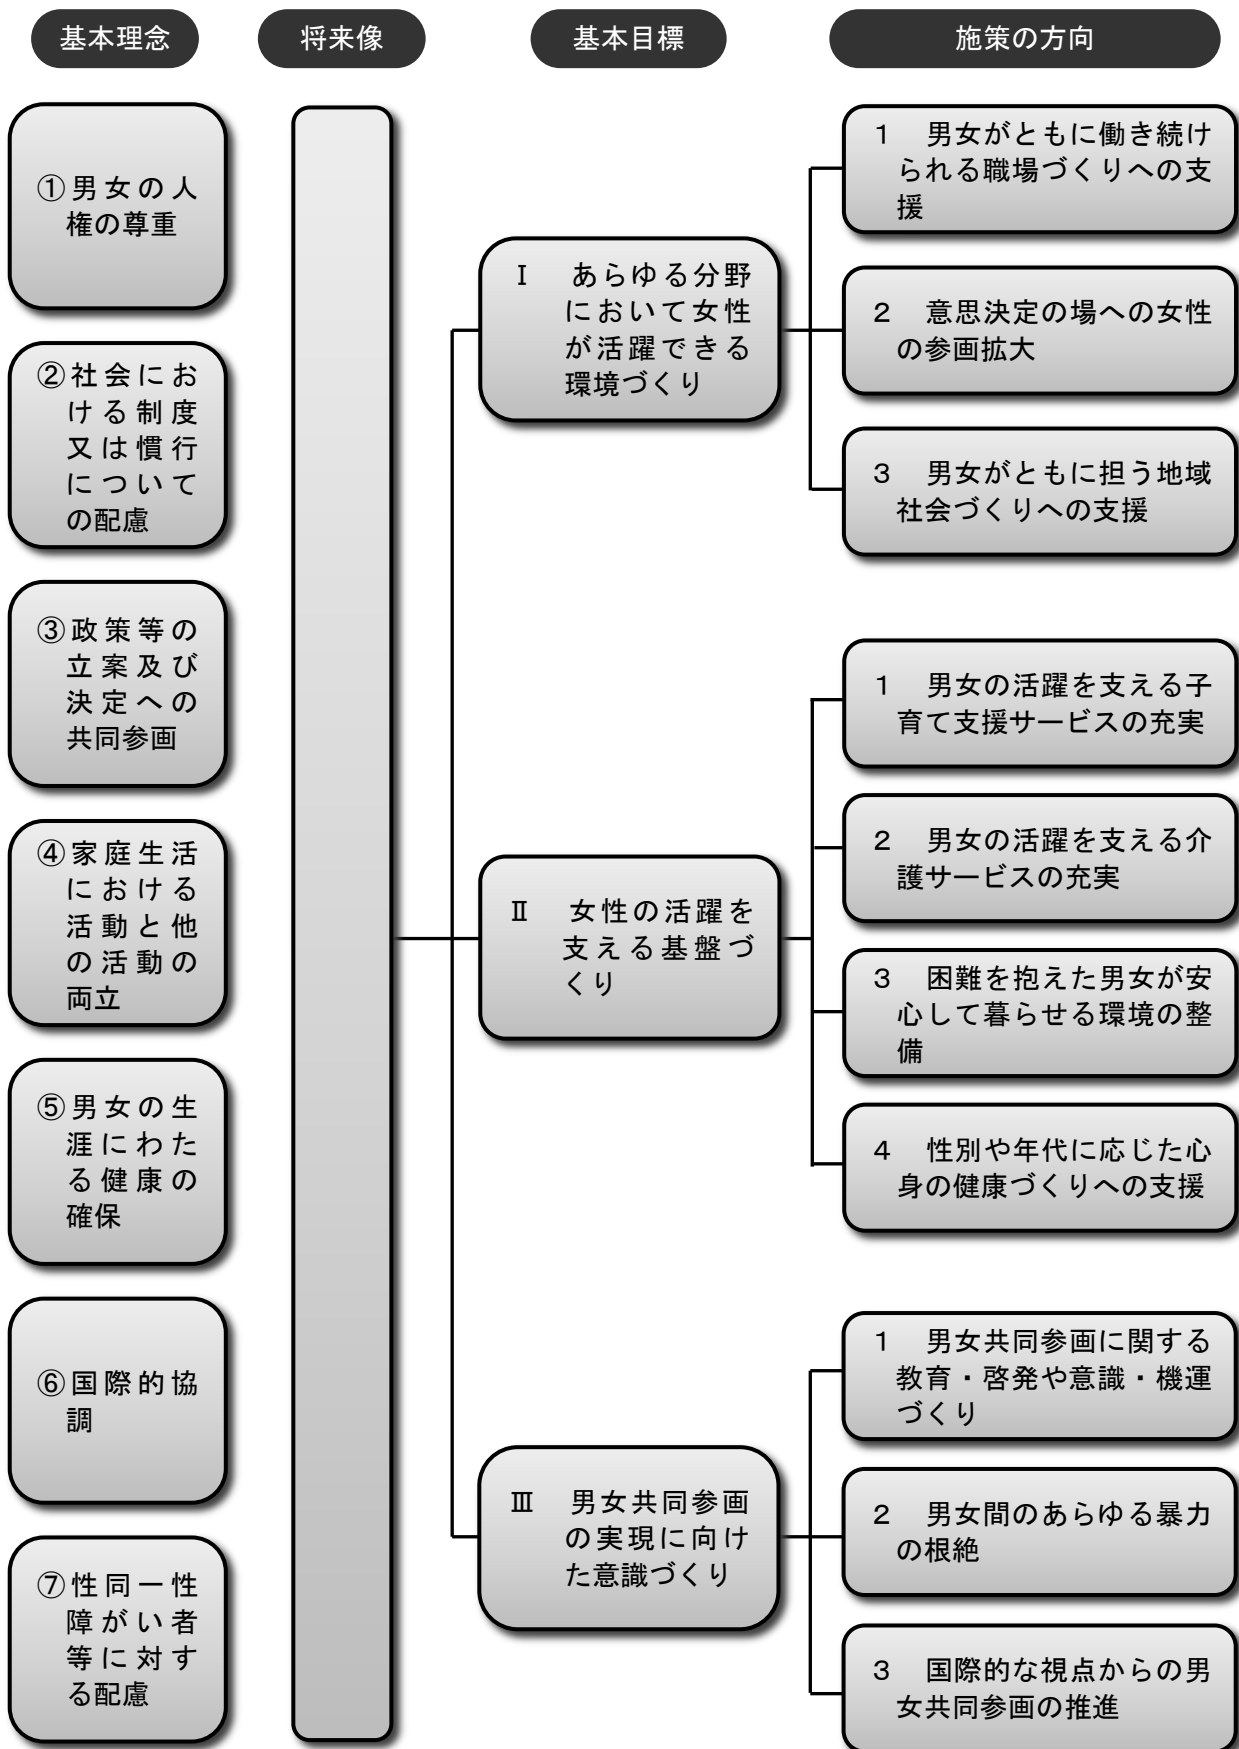 基本理念
将来像
基本目標
施策の方向
①男女の人
権の尊重
②社会にお
ける制度
又は慣行
について
の配慮
③政策等の
立案及び
決定への
共同参画
④家庭生活
における
活動と他
の活動の
両立
⑤男女の生
涯にわた
る健康の
確保
⑥国際的協
調
⑦性同一性
障がい者
等に対す
る配慮
Ⅰ　あらゆる分野
において女性
が活躍できる
環境づくり
1　男女がともに働き続け
られる職場づくりへの支
援
2　意思決定の場への女性
の参画拡大
3　男女がともに担う地域
社会づくりへの支援
Ⅱ　女性の活躍を
支える基盤づ
くり
1　男女の活躍を支える子
育て支援サービスの充実
2　男女の活躍を支える介
護サービスの充実
3　困難を抱えた男女が安
心して暮らせる環境の整
備
4　性別や年代に応じた心
身の健康づくりへの支援
Ⅲ　男女共同参画
の実現に向け
た意識づくり
1　男女共同参画に関する
教育・啓発や意識・機運
づくり
2　男女間のあらゆる暴力
の根絶
3　国際的な視点からの男
女共同参画の推進